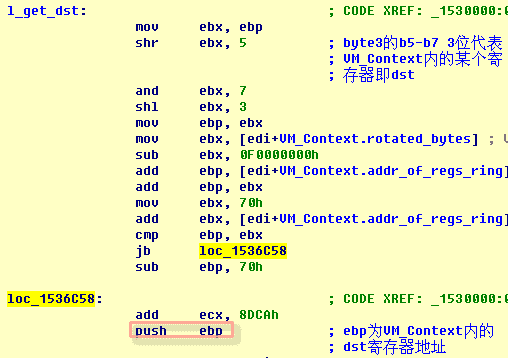 l_get_dst: ; CODE XREF: _1530000:
mov ebx, ebp
shr ebx, 5 ; byte3的b5-b7 3位代表
; VM_Context内的某个寄
; 存器即dst
and ebx, 7
shl ebx, 3
mov ebp, ebx
mov ebx, [edi+VM_Context.rotated_bytes] ;
sub ebx, 0F0000000h
add ebp, [edi+VM_Context.addr_of_regs_ring]
add ebp, ebx
mov ebx, 70h
add ebx, [edi+VM_Context.addr_of_regs_ring]
cmp ebp, ebx
jb loc_1536C58
sub ebp, 70h
loc_1536C58: ; CODE XREF: _1530000:
add ecx, 8DCAh
push ebp ; ebp为VM_Context内的
; dst寄存器地址